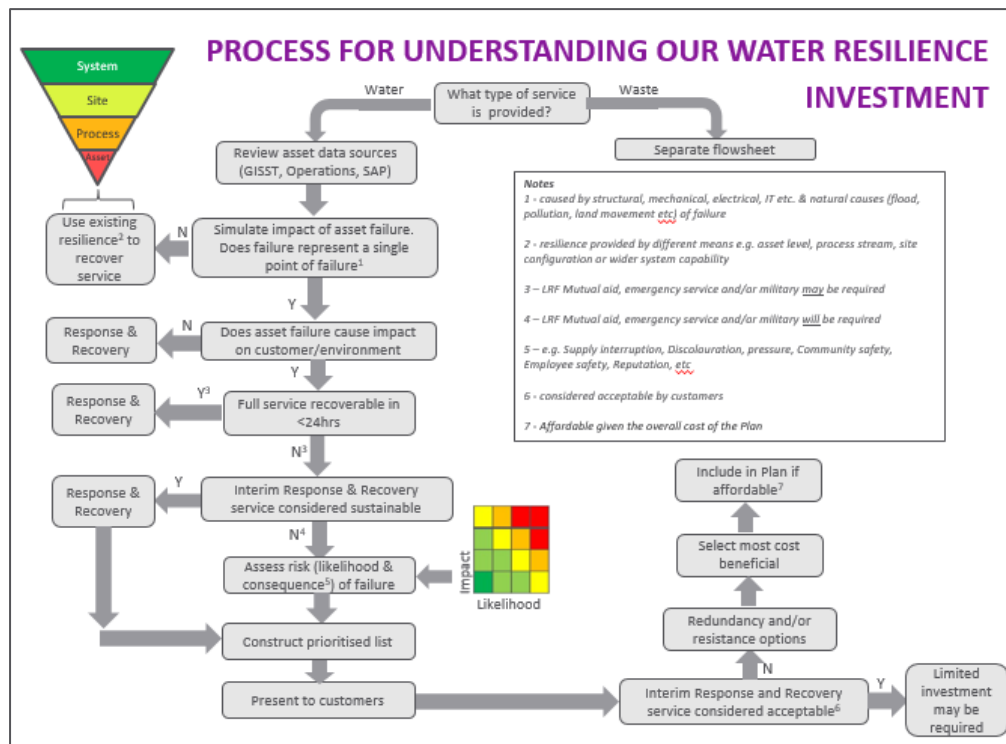 PROCESS FOR UNDERSTANDING OUR WATER RESILIENCE
INVESTMENT
System
Site
Process
Asset
Water
What type of service
is provided?
Waste
Review asset data sources
(GISST, Operations, SAP)
Separate flowsheet
Use existing
resilience² to
recover
service
N
Simulate impact of asset failure.
Does failure represent a single
point of failure¹
Y
Response &
Recovery
N
Does asset failure cause impact
on customer/environment
Y
Response &
Recovery
Y³
Full service recoverable in
<24hrs
N³
Response &
Recovery
Y
Interim Response & Recovery
service considered sustainable
N⁴
Assess risk (likelihood &
consequence⁵) of failure
Impact
Likelihood
Construct prioritised list
Present to customers
Notes
1 - caused by structural, mechanical, electrical, IT etc. & natural causes (flood,
pollution, land movement etc) of failure
2 - resilience provided by different means e.g. asset level, process stream, site
configuration or wider system capability
3 – LRF Mutual aid, emergency service and/or military may be required
4 – LRF Mutual aid, emergency service and/or military will be required
5 – e.g. Supply interruption, Discolouration, pressure, Community safety,
Employee safety, Reputation, etc
6 - considered acceptable by customers
7 - Affordable given the overall cost of the Plan
Include in Plan if
affordable⁷
Select most cost
beneficial
Redundancy and/or
resistance options
N
Interim Response and Recovery
service considered acceptable⁶
Y
Limited
investment
may be
required